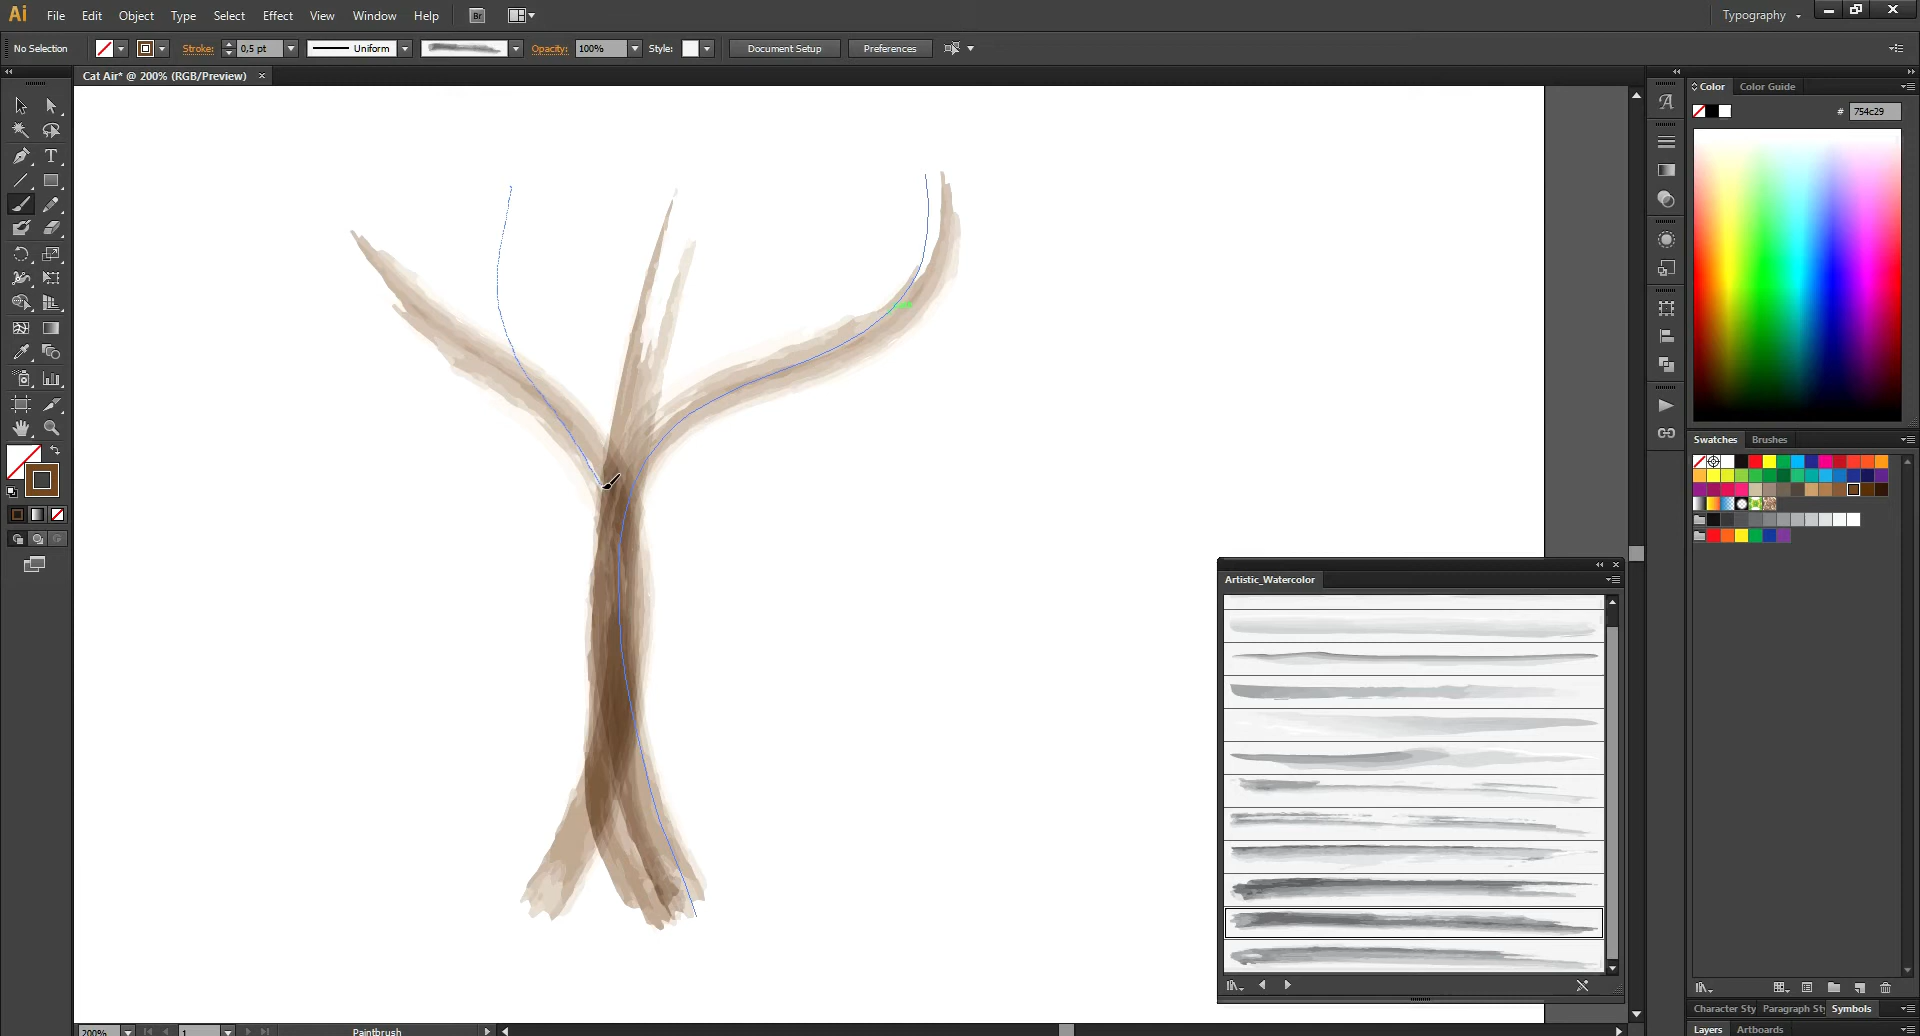 Ai File Edit Object Type Select Effect View Window Help Br Typography
No Selection Stroke: 0,5 pt Uniform Opacity: 100% Style: Document Setup Preferences
Cat Air* @ 200% (RGB/Preview)
Color Color Guide
# 754c29
Swatches Brushes
Artistic_Watercolor
Character Sty Paragraph Sty Symbols
Layers Artboards
200% 1 Paintbrush